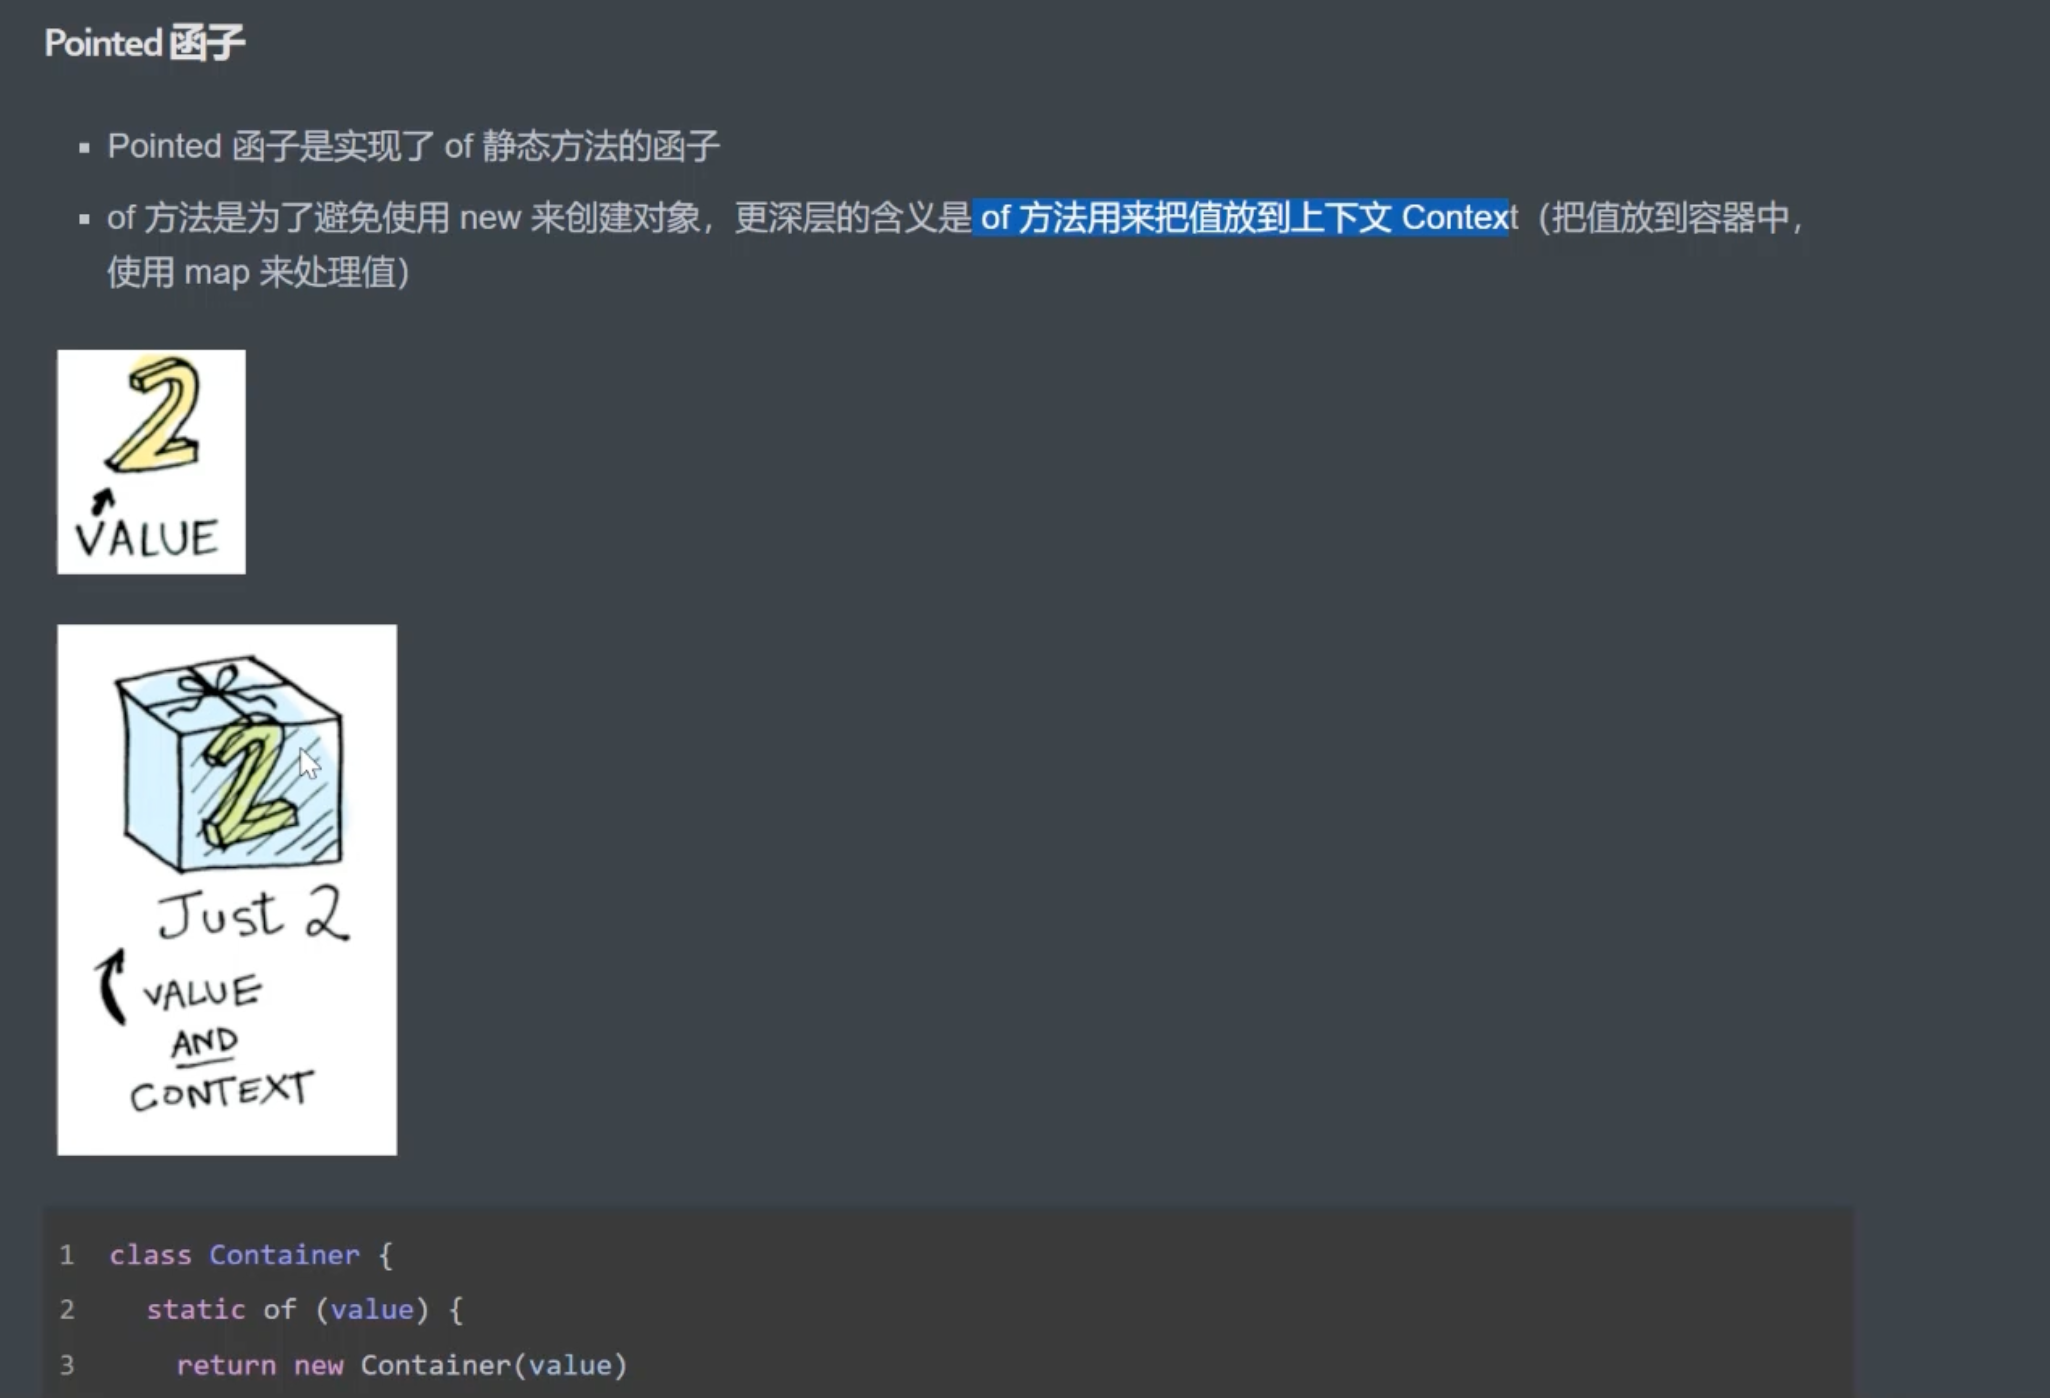 Pointed 函子
Pointed 函子是实现了 of 静态方法的函子
of 方法是为了避免使用 new 来创建对象，更深层的含义是 of 方法用来把值放到上下文 Context（把值放到容器中，
使用 map 来处理值）
2
VALUE
2
Just 2
VALUE
AND
CONTEXT
1 class Container {
2 static of (value) {
3 return new Container(value)